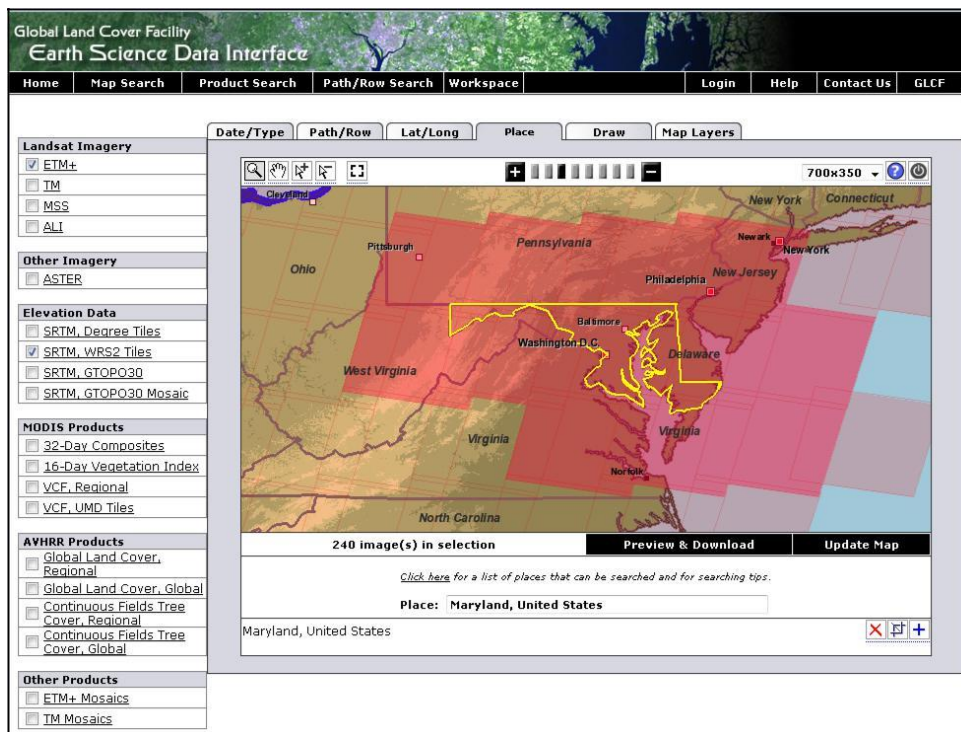 Global Land Cover Facility
Earth Science Data Interface
Home Map Search Product Search Path/Row Search Workspace Login Help Contact Us GLCF
Date/Type Path/Row Lat/Long Place Draw Map Layers
Landsat Imagery
ETM+
TM
MSS
ALI
Other Imagery
ASTER
Elevation Data
SRTM, Degree Tiles
SRTM, WRS2 Tiles
SRTM, GTOPO30
SRTM, GTOPO30 Mosaic
MODIS Products
32-Day Composites
16-Day Vegetation Index
VCF, Regional
VCF, UMD Tiles
AVHRR Products
Global Land Cover,
Regional
Global Land Cover, Global
Continuous Fields Tree
Cover, Regional
Continuous Fields Tree
Cover, Global
Other Products
ETM+ Mosaics
TM Mosaics
700x350
Cleveland
New York
Connecticut
Pittsburgh
Pennsylvania
Newark
New York
Ohio
Philadelphia
New Jersey
Baltimore
Washington D.C.
Delaware
West Virginia
Virginia
Virginia
Norfolk
North Carolina
240 image(s) in selection Preview & Download Update Map
Click here for a list of places that can be searched and for searching tips.
Place: Maryland, United States
Maryland, United States